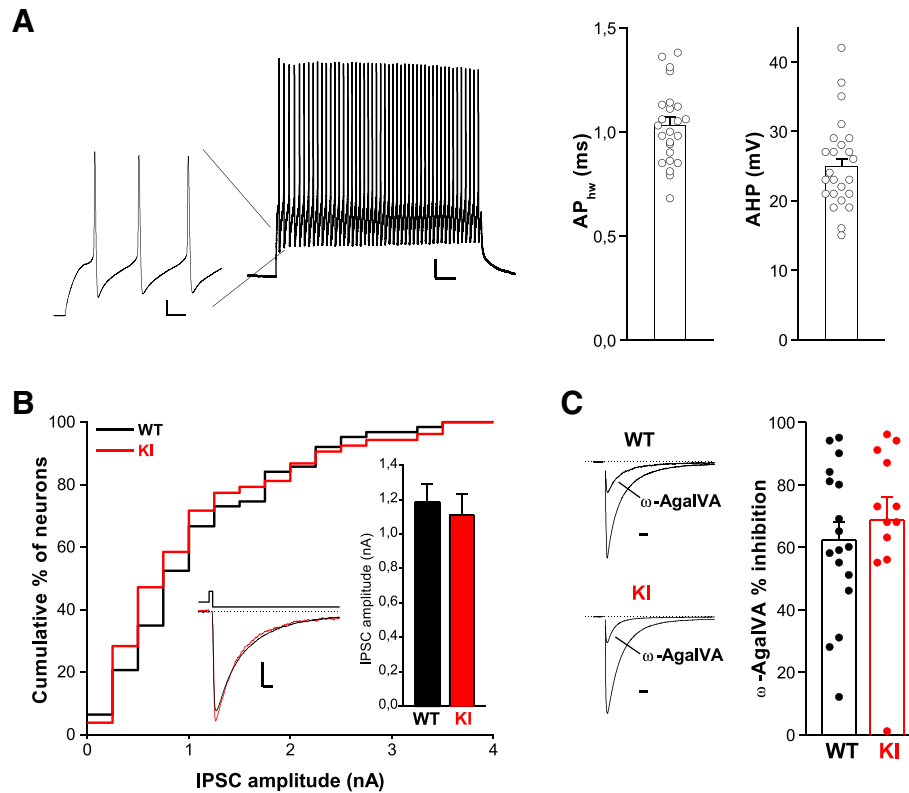 A
AP hw (ms)
1,5
1,0
0,5
0,0
AHP (mV)
40
30
20
10
0
B
Cumulative % of neurons
100
80
60
40
20
0
WT
KI
IPSC amplitude (nA)
1,4
1,2
1,0
0,8
0,6
0,4
0,2
0,0
WT KI
0 1 2 3 4
IPSC amplitude (nA)
C
WT
ω-AgaIVA
KI
ω-AgaIVA
ω-AgaIVA % inhibition
100
80
60
40
20
0
WT KI